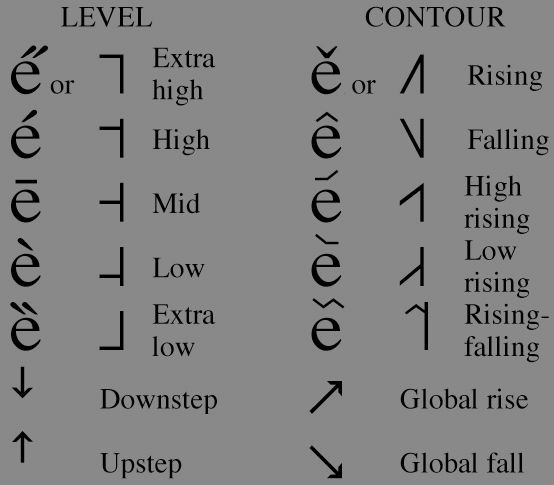 LEVEL CONTOUR
e̋ or ˥ Extra high ě or ˩˥ Rising
é ˦ High ê ˥˩ Falling
ē ˧ Mid e᷄ ˦˥ High rising
è ˨ Low e᷅ ˩˨ Low rising
ȅ ˩ Extra low e᷈ ˧˦˧ Rising-falling
↓ Downstep ↗ Global rise
↑ Upstep ↘ Global fall